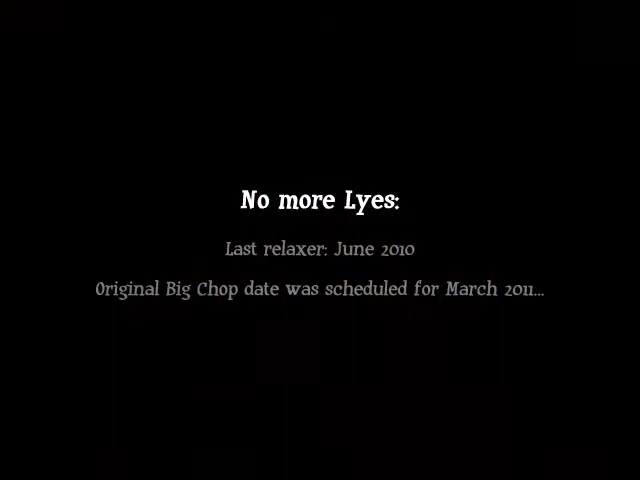 No more Lyes:
Last relaxer: June 2010
Original Big Chop date was scheduled for March 2011...